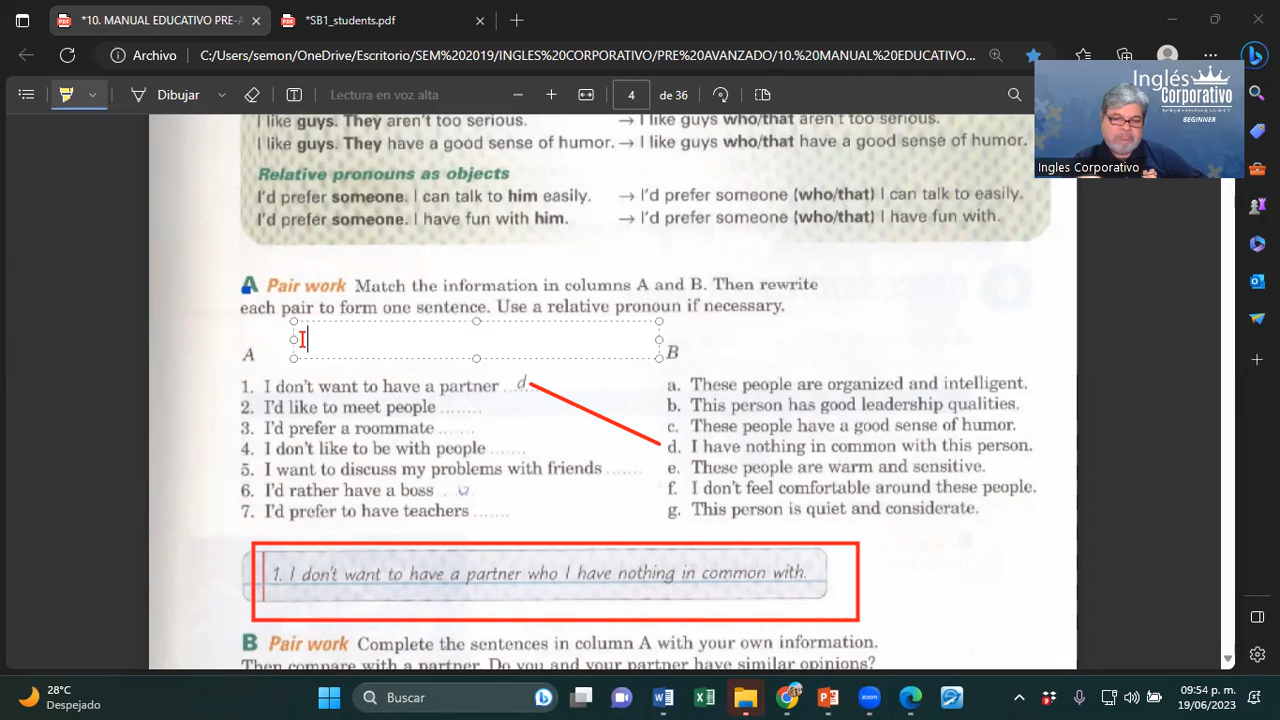 *10. MANUAL EDUCATIVO PRE-A
*SB1_students.pdf
Archivo
C:/Users/semon/OneDrive/Escritorio/SEM%202019/INGLES%20CORPORATIVO/PRE%20AVANZADO/10.%20MANUAL%20EDUCATIVO...
Dibujar
Lectura en voz alta
4
de 36
Inglés
Corporativo
BEGINNER
Ingles Corporativo
I like guys. They aren't too serious. → I like guys who/that aren't too serious.
I like guys. They have a good sense of humor. → I like guys who/that have a good sense of humor.
Relative pronouns as objects
I'd prefer someone. I can talk to him easily. → I'd prefer someone (who/that) I can talk to easily.
I'd prefer someone. I have fun with him. → I'd prefer someone (who/that) I have fun with.
A Pair work Match the information in columns A and B. Then rewrite
each pair to form one sentence. Use a relative pronoun if necessary.
A
1. I don't want to have a partner ...d...
2. I'd like to meet people ........
3. I'd prefer a roommate ........
4. I don't like to be with people .......
5. I want to discuss my problems with friends .......
6. I'd rather have a boss
7. I'd prefer to have teachers .......
B
a. These people are organized and intelligent.
b. This person has good leadership qualities.
c. These people have a good sense of humor.
d. I have nothing in common with this person.
e. These people are warm and sensitive.
f. I don't feel comfortable around these people.
g. This person is quiet and considerate.
1. I don't want to have a partner who I have nothing in common with.
B Pair work Complete the sentences in column A with your own information.
Then compare with a partner. Do you and your partner have similar opinions?
28°C
Despejado
Buscar
09:54 p. m.
19/06/2023